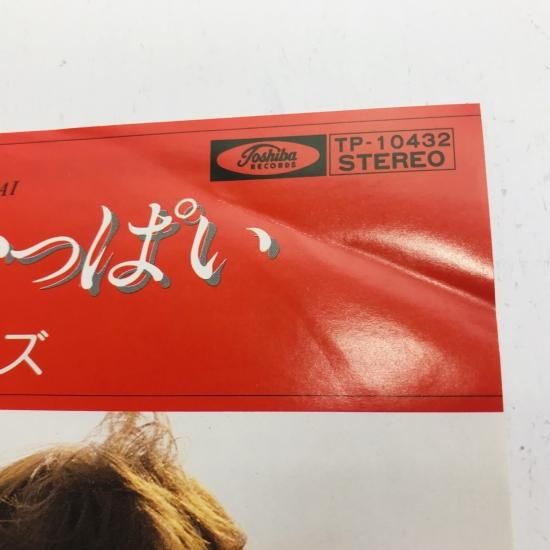 Toshiba
RECORDS
TP-10432
STEREO
AI
っぱい
ズ